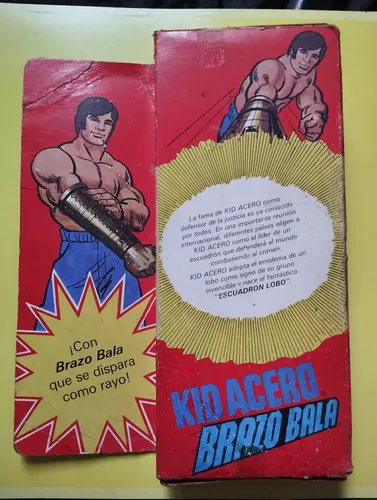 ¡Con
Brazo Bala
que se dispara
como rayo!
La fama de KID ACERO como
defensor de la justicia es ya conocida
por todos. En una importante reunión
internacional, diferentes países eligen a
KID ACERO como el líder de un
escuadrón que defenderá al mundo
combatiendo al crimen.
KID ACERO adopta el emblema de un
lobo como signo de su grupo
invencible y nace el fantástico
"ESCUADRON LOBO".
KID ACERO
BRAZO BALA